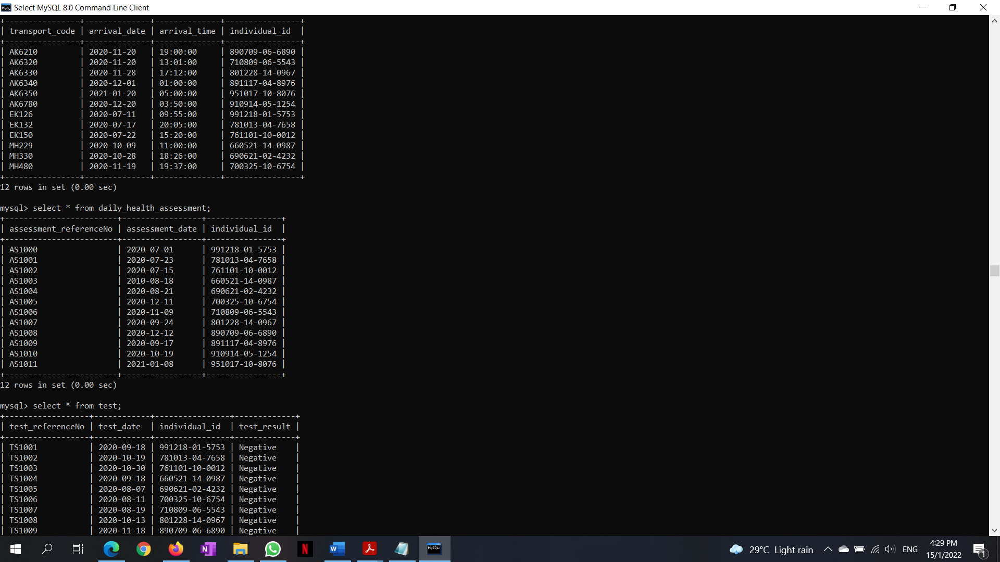 Select MySQL 8.0 Command Line Client
+----------------+--------------+--------------+----------------+
| transport_code | arrival_date | arrival_time | individual_id  |
+----------------+--------------+--------------+----------------+
| AK6210         | 2020-11-20   | 19:00:00     | 890709-06-6890 |
| AK6320         | 2020-11-20   | 13:01:00     | 710809-06-5543 |
| AK6330         | 2020-11-28   | 17:12:00     | 801228-14-0967 |
| AK6340         | 2020-12-01   | 01:00:00     | 891117-04-8976 |
| AK6350         | 2021-01-20   | 05:00:00     | 951017-10-8076 |
| AK6780         | 2020-12-20   | 03:50:00     | 910914-05-1254 |
| EK126          | 2020-07-11   | 09:55:00     | 991218-01-5753 |
| EK132          | 2020-07-17   | 20:05:00     | 781013-04-7658 |
| EK150          | 2020-07-22   | 15:20:00     | 761101-10-0012 |
| MH229          | 2020-10-09   | 11:00:00     | 660521-14-0987 |
| MH330          | 2020-10-28   | 18:26:00     | 690621-02-4232 |
| MH480          | 2020-11-19   | 19:37:00     | 700325-10-6754 |
+----------------+--------------+--------------+----------------+
12 rows in set (0.00 sec)
mysql> select * from daily_health_assessment;
+------------------------+-----------------+----------------+
| assessment_referenceNo | assessment_date | individual_id  |
+------------------------+-----------------+----------------+
| AS1000                 | 2020-07-01      | 991218-01-5753 |
| AS1001                 | 2020-07-23      | 781013-04-7658 |
| AS1002                 | 2020-07-15      | 761101-10-0012 |
| AS1003                 | 2010-08-18      | 660521-14-0987 |
| AS1004                 | 2020-08-21      | 690621-02-4232 |
| AS1005                 | 2020-12-11      | 700325-10-6754 |
| AS1006                 | 2020-11-09      | 710809-06-5543 |
| AS1007                 | 2020-09-24      | 801228-14-0967 |
| AS1008                 | 2020-12-12      | 890709-06-6890 |
| AS1009                 | 2020-09-17      | 891117-04-8976 |
| AS1010                 | 2020-10-19      | 910914-05-1254 |
| AS1011                 | 2021-01-08      | 951017-10-8076 |
+------------------------+-----------------+----------------+
12 rows in set (0.00 sec)
mysql> select * from test;
+------------------+------------+----------------+-------------+
| test_referenceNo | test_date  | individual_id  | test_result |
+------------------+------------+----------------+-------------+
| TS1001           | 2020-09-18 | 991218-01-5753 | Negative    |
| TS1002           | 2020-10-19 | 781013-04-7658 | Negative    |
| TS1003           | 2020-10-30 | 761101-10-0012 | Negative    |
| TS1004           | 2020-09-18 | 660521-14-0987 | Negative    |
| TS1005           | 2020-08-07 | 690621-02-4232 | Negative    |
| TS1006           | 2020-08-11 | 700325-10-6754 | Negative    |
| TS1007           | 2020-08-19 | 710809-06-5543 | Negative    |
| TS1008           | 2020-10-13 | 801228-14-0967 | Negative    |
| TS1009           | 2020-11-18 | 890709-06-6890 | Negative    |
29°C Light rain ENG 4:29 PM
15/1/2022
1